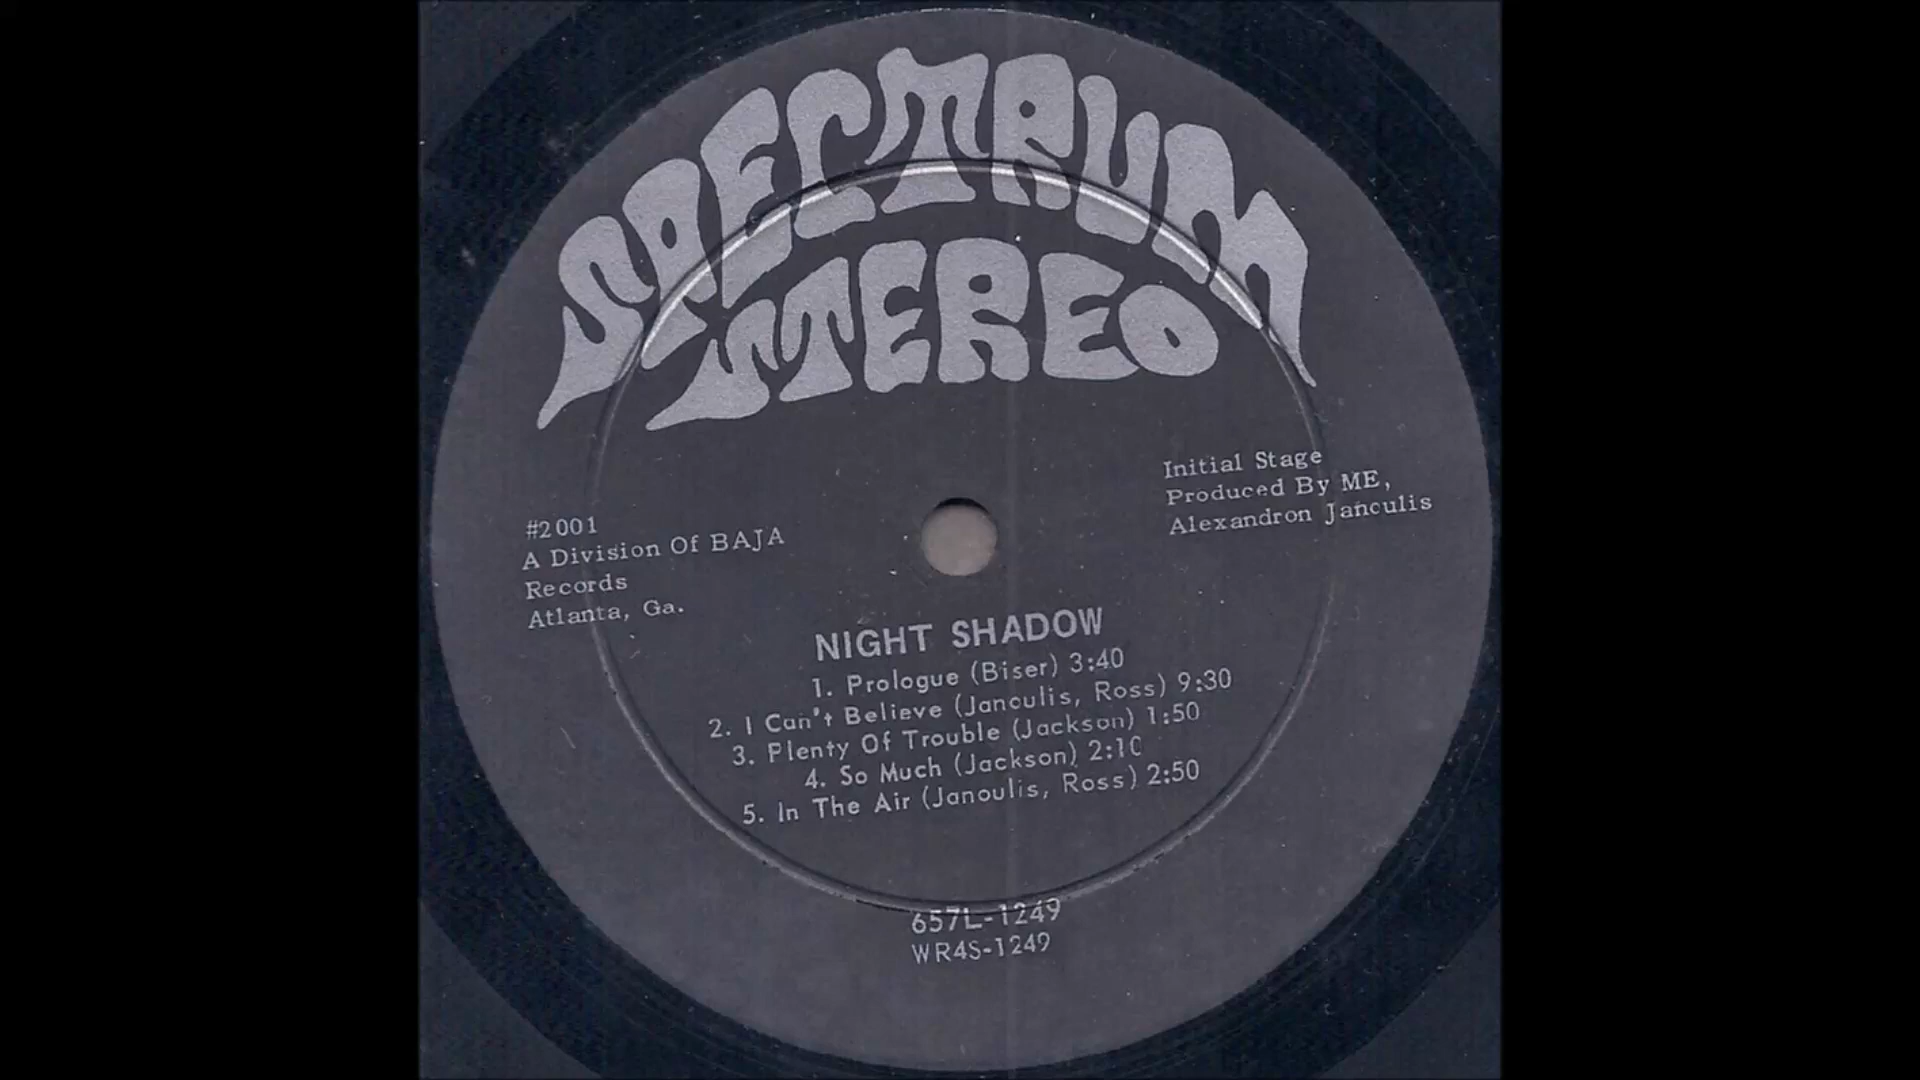 SPECTRUM
STEREO
Initial Stage
Produced By ME,
Alexandron Janculis
#2001
A Division Of BAJA
Records
Atlanta, Ga.
NIGHT SHADOW
1. Prologue (Biser) 3:40
2. I Can't Believe (Janculis, Ross) 9:30
3. Plenty Of Trouble (Jackson) 1:50
4. So Much (Jackson) 2:10
5. In The Air (Janoulis, Ross) 2:50
657L-1249
WR4S-1249